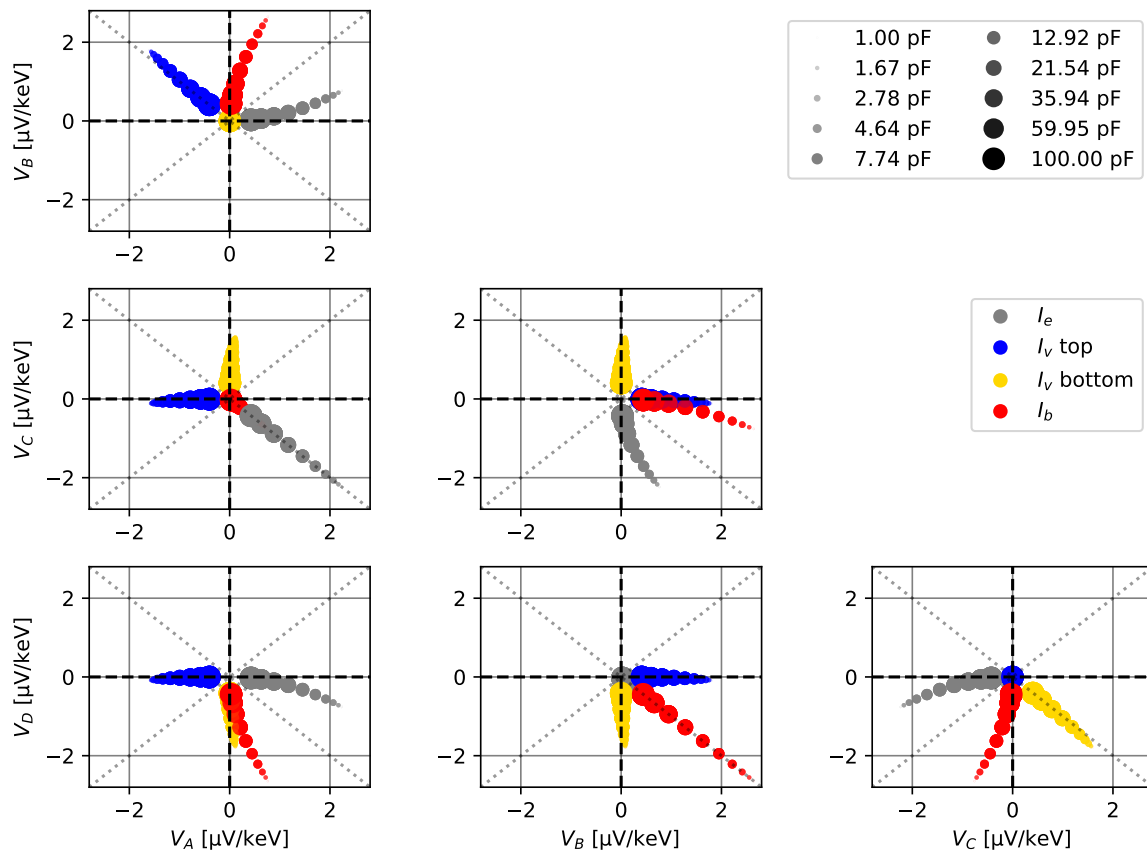 2
0
−2
V_B [μV/keV]
−2 0 2
1.00 pF
1.67 pF
2.78 pF
4.64 pF
7.74 pF
12.92 pF
21.54 pF
35.94 pF
59.95 pF
100.00 pF
2
0
−2
V_C [μV/keV]
−2 0 2
2
0
−2
−2 0 2
I_e
I_v top
I_v bottom
I_b
2
0
−2
V_D [μV/keV]
−2 0 2
V_A [μV/keV]
2
0
−2
−2 0 2
V_B [μV/keV]
2
0
−2
−2 0 2
V_C [μV/keV]